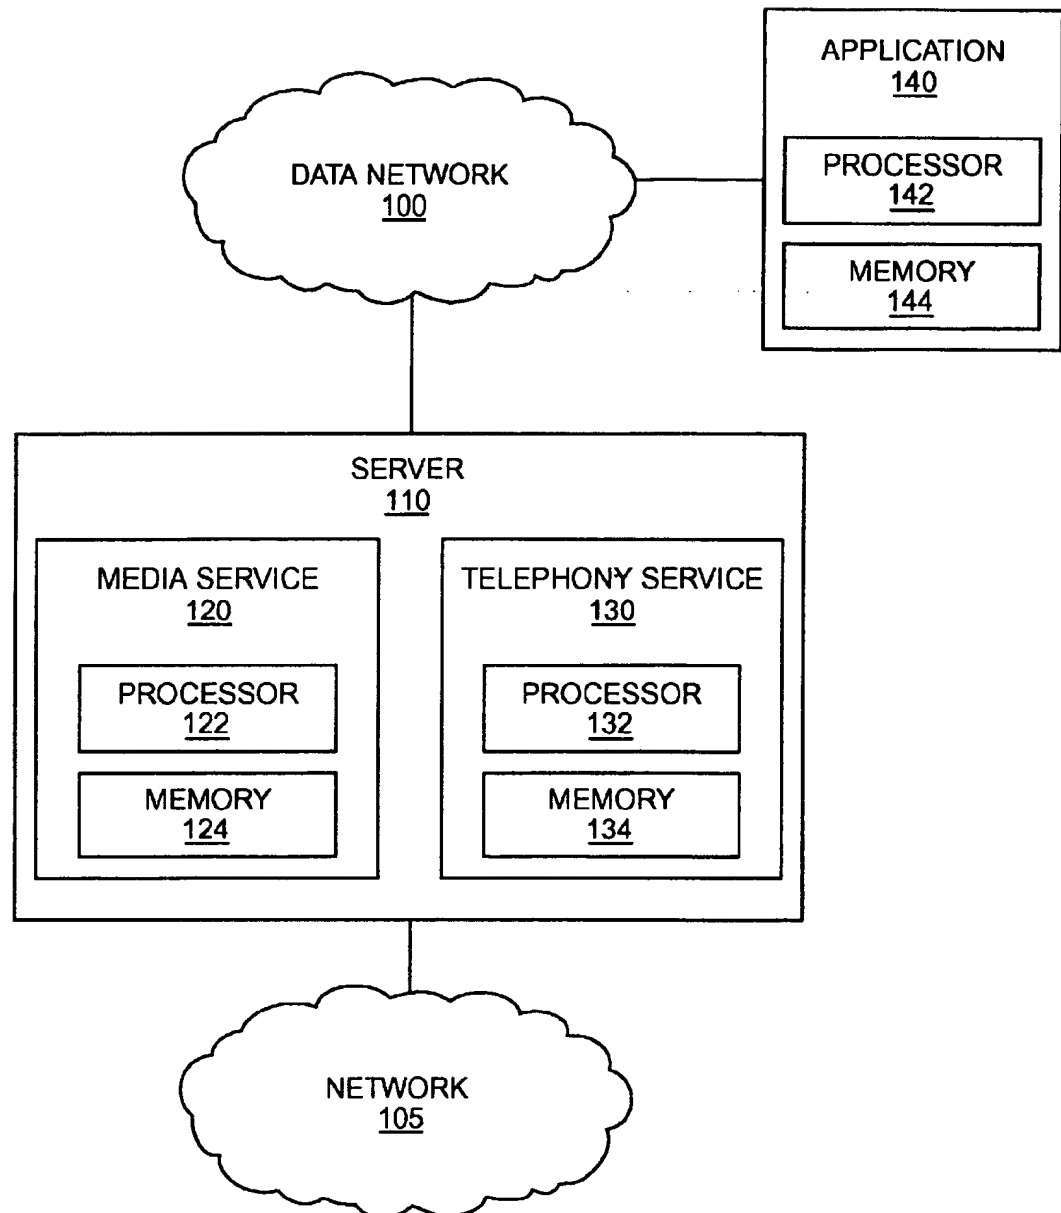 APPLICATION
140
PROCESSOR
142
MEMORY
144
DATA NETWORK
100
SERVER
110
MEDIA SERVICE
120
PROCESSOR
122
MEMORY
124
TELEPHONY SERVICE
130
PROCESSOR
132
MEMORY
134
NETWORK
105